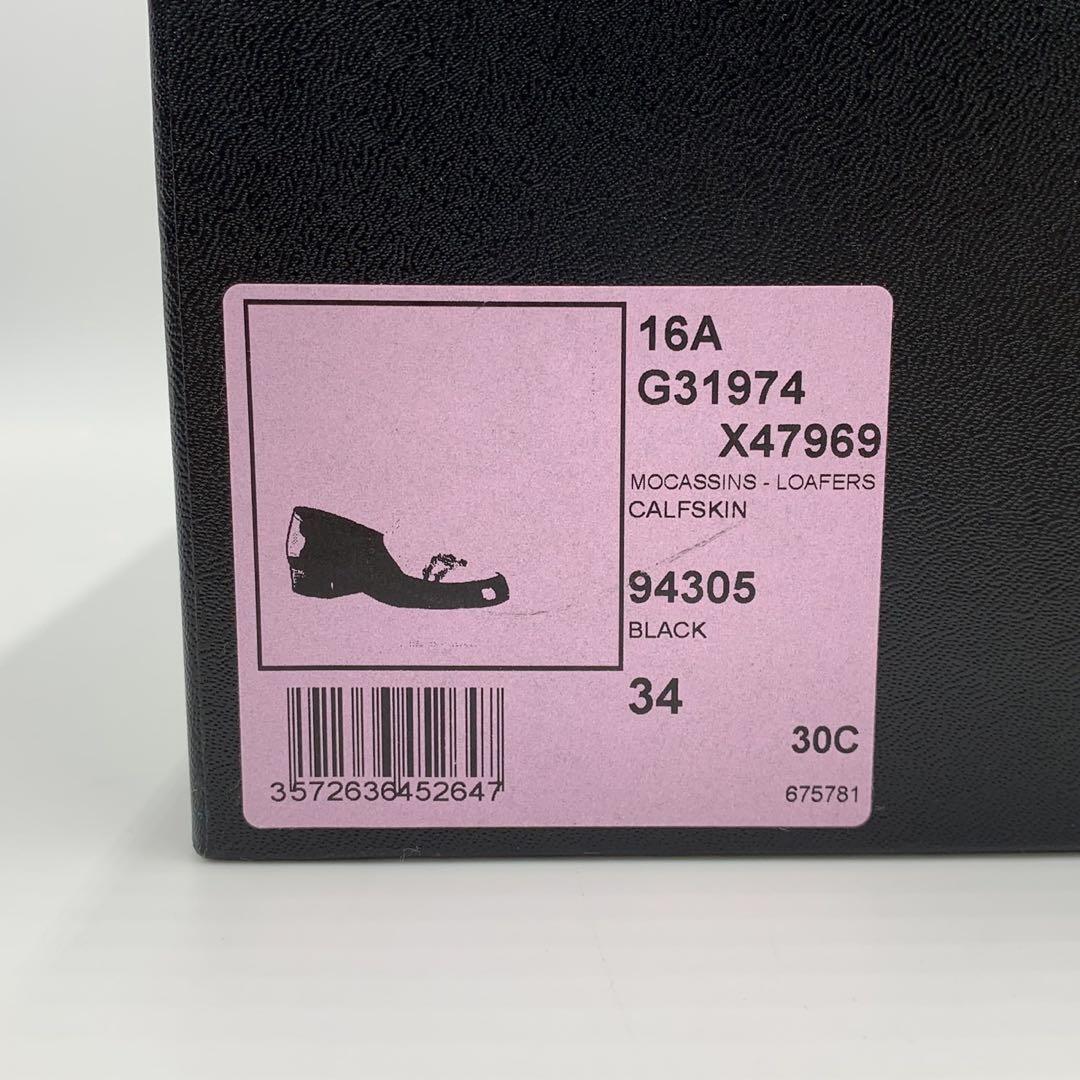 16A
G31974
X47969
MOCASSINS - LOAFERS
CALFSKIN
94305
BLACK
34
30C
3572636452647
675781